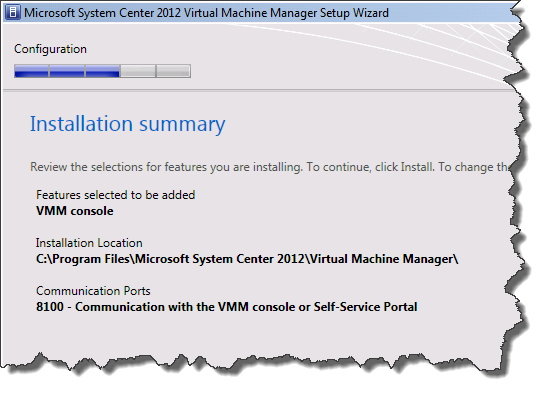 Microsoft System Center 2012 Virtual Machine Manager Setup Wizard
Configuration
Installation summary
Review the selections for features you are installing. To continue, click Install. To change
Features selected to be added
VMM console
Installation Location
C:\Program Files\Microsoft System Center 2012\Virtual Machine Manager\
Communication Ports
8100 - Communication with the VMM console or Self-Service Portal